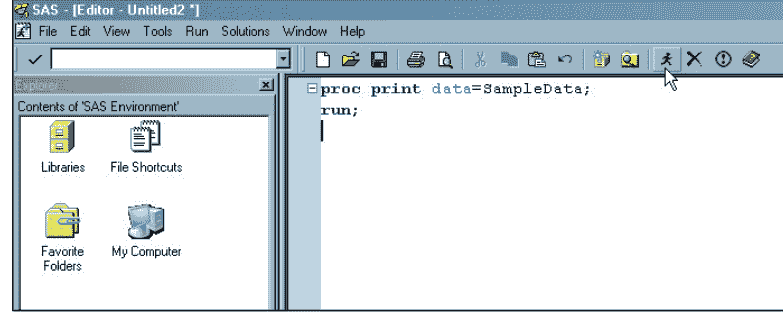 SAS - [Editor - Untitled2 *]
File Edit View Tools Run Solutions Window Help
Explorer
Contents of 'SAS Environment'
Libraries
File Shortcuts
Favorite
Folders
My Computer
proc print data=SampleData;
run;